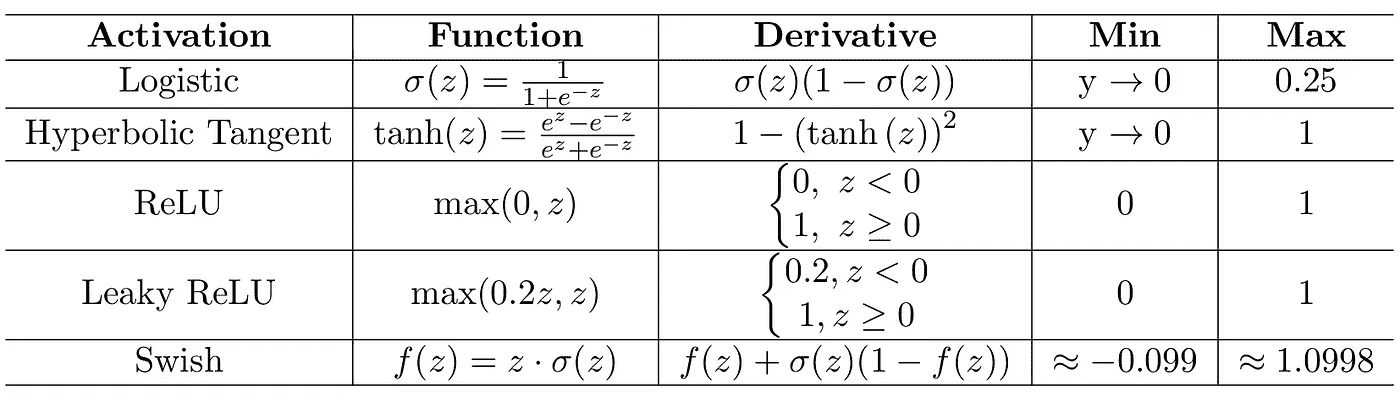 Activation Function Derivative Min Max
Logistic σ(z) = 1/(1+e^{−z}) σ(z)(1 − σ(z)) y → 0 0.25
Hyperbolic Tangent tanh(z) = (e^z−e^{−z})/(e^z+e^{−z}) 1 − (tanh (z))^2 y → 0 1
ReLU max(0, z) {0, z < 0
1, z ≥ 0 0 1
Leaky ReLU max(0.2z, z) {0.2, z < 0
1, z ≥ 0 0 1
Swish f(z) = z · σ(z) f(z) + σ(z)(1 − f(z)) ≈ −0.099 ≈ 1.0998